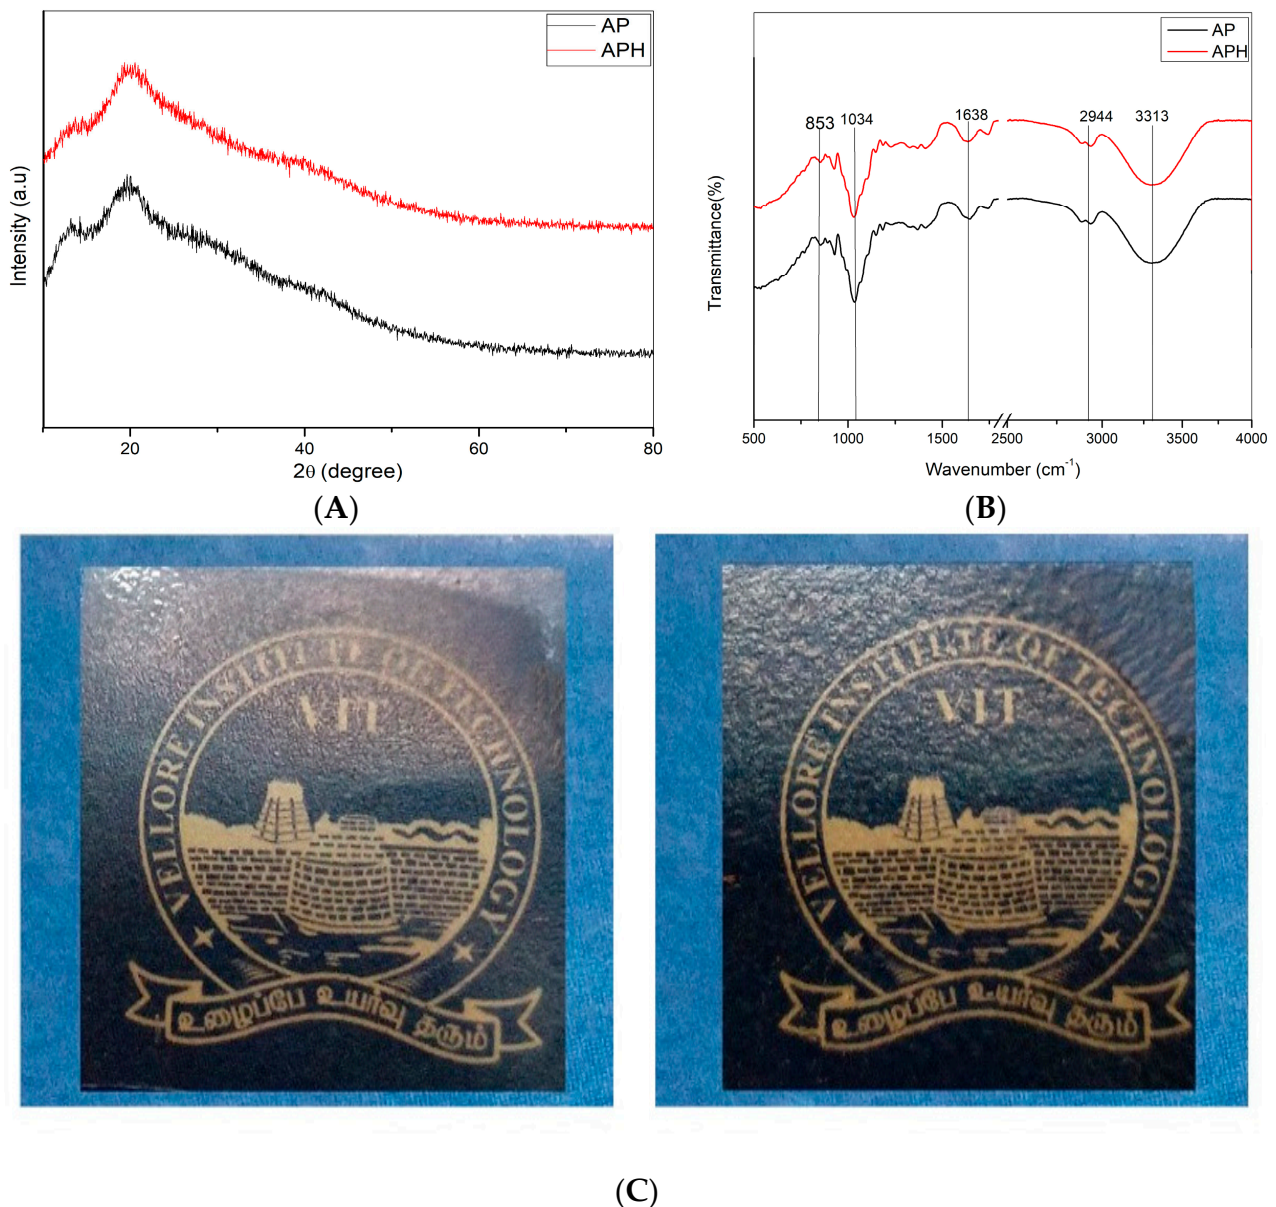 AP
APH
Intensity (a.u)
20
40
60
80
2θ (degree)
(A)
AP
APH
853
1034
1638
2944
3313
Transmittance(%)
500
1000
1500
2500
3000
3500
4000
Wavenumber (cm-1)
(B)
VELLORE INSTITUTE OF TECHNOLOGY
VIT
உழைப்பே உயர்வு தரும்
VELLORE INSTITUTE OF TECHNOLOGY
VIT
உழைப்பே உயர்வு தரும்
(C)